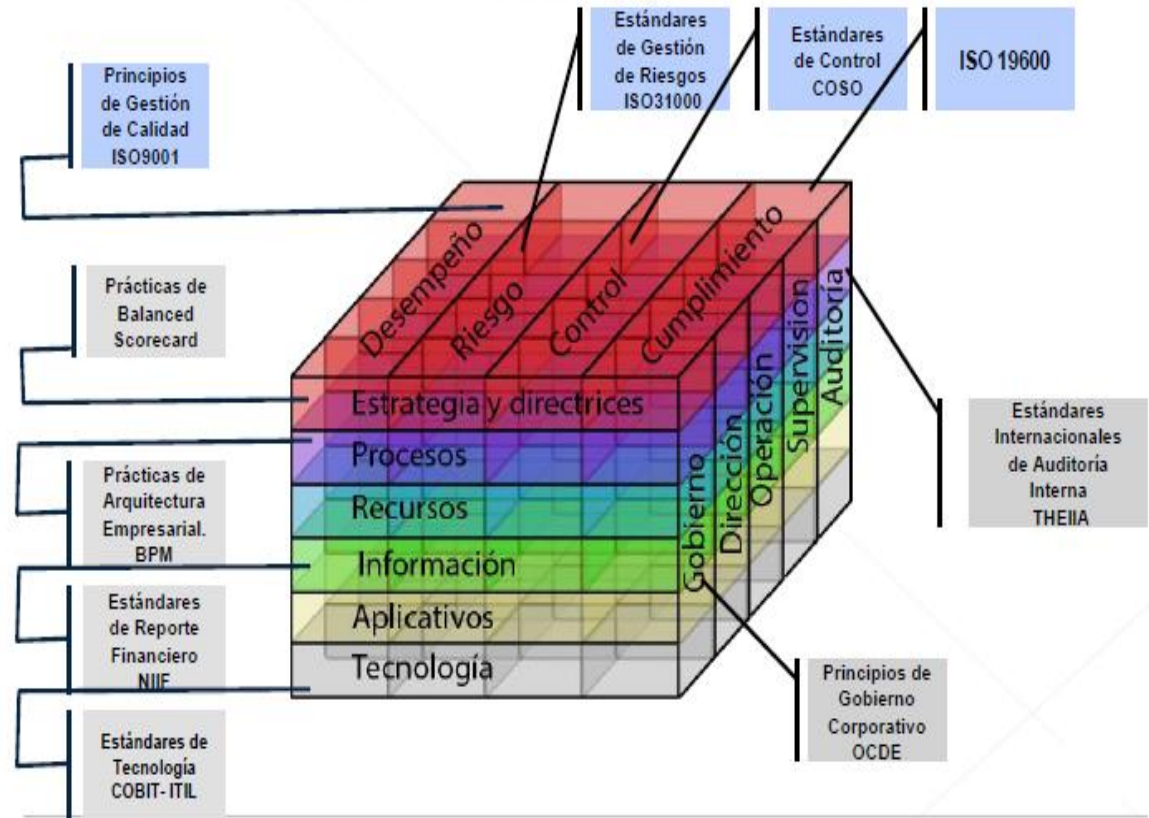 Estándares
de Gestión
de Riesgos
ISO31000
Estándares
de Control
COSO
ISO 19600
Principios
de Gestión
de Calidad
ISO9001
Prácticas de
Balanced
Scorecard
Prácticas de
Arquitectura
Empresarial.
BPM
Estándares
de Reporte
Financiero
NIIF
Estándares de
Tecnología
COBIT- ITIL
Desempeño
Riesgo
Control
Cumplimiento
Estrategia y directrices
Procesos
Recursos
Información
Aplicativos
Tecnología
Gobierno
Dirección
Operación
Supervision
Auditoría
Estándares
Internacionales
de Auditoría
Interna
THEIIA
Principios de
Gobierno
Corporativo
OCDE